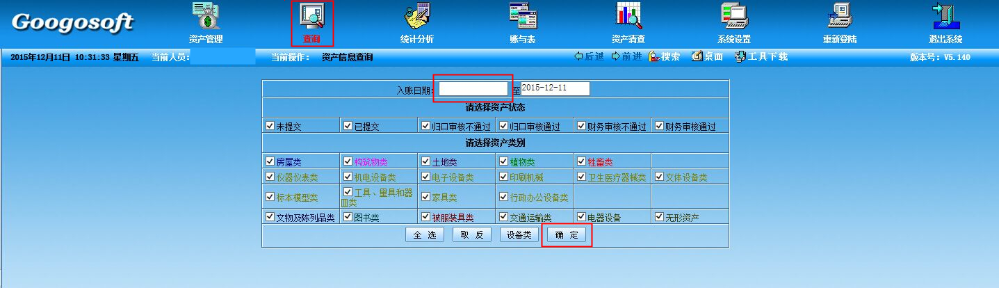 Googosoft 资产管理 查询 统计分析 账与表 资产清查 系统设置 重新登陆 退出系统
2015年12月11日 10:31:33 星期五 当前人员: 当前操作: 资产信息查询 后退 前进 搜索 桌面 工具下载 版本号: V5.140
入账日期: 至 2015-12-11
请选择资产状态
未提交 已提交 归口审核不通过 归口审核通过 财务审核不通过 财务审核通过
请选择资产类别
房屋类 构筑物类 土地类 植物类 牲畜类
仪器仪表类 机电设备类 电子设备类 印刷机械 卫生医疗器械类 文体设备类
标本模型类 工具、量具和器皿类 家具类 行政办公设备类
文物及陈列品类 图书类 被服装具类 交通运输类 电器设备 无形资产
全 选 取 反 设备类 确 定